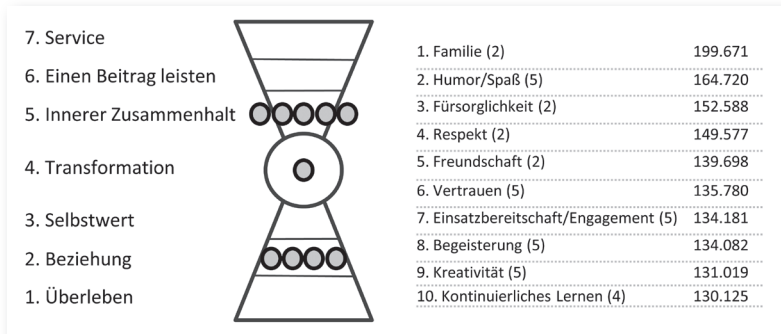 7. Service
6. Einen Beitrag leisten
5. Innerer Zusammenhalt
4. Transformation
3. Selbstwert
2. Beziehung
1. Überleben
1. Familie (2) 199.671
2. Humor/Spaß (5) 164.720
3. Fürsorglichkeit (2) 152.588
4. Respekt (2) 149.577
5. Freundschaft (2) 139.698
6. Vertrauen (5) 135.780
7. Einsatzbereitschaft/Engagement (5) 134.181
8. Begeisterung (5) 134.082
9. Kreativität (5) 131.019
10. Kontinuierliches Lernen (4) 130.125